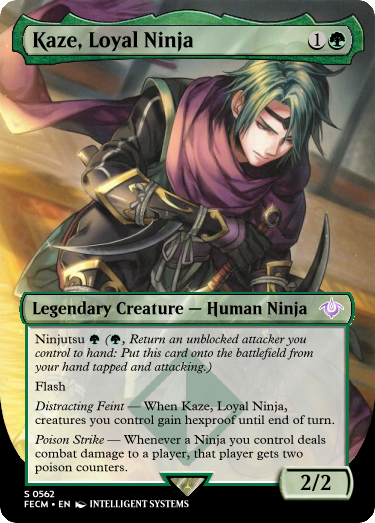 Kaze, Loyal Ninja 1
Legendary Creature — Human Ninja
Ninjutsu (, Return an unblocked attacker you
control to hand: Put this card onto the battlefield from
your hand tapped and attacking.)
Flash
Distracting Feint — When Kaze, Loyal Ninja,
creatures you control gain hexproof until end of turn.
Poison Strike — Whenever a Ninja you control deals
combat damage to a player, that player gets two
poison counters.
2/2
S 0562
FECM • EN INTELLIGENT SYSTEMS